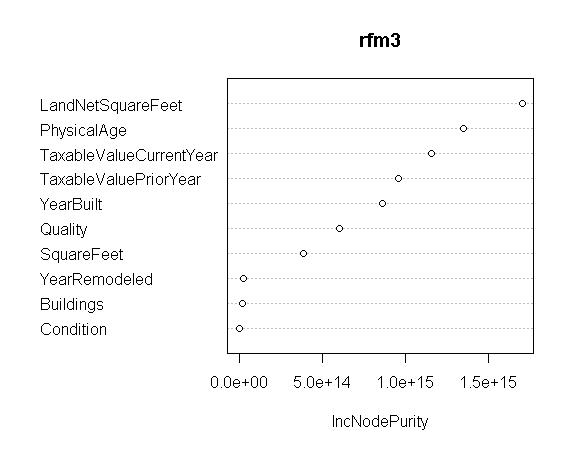 rfm3
LandNetSquareFeet
PhysicalAge
TaxableValueCurrentYear
TaxableValuePriorYear
YearBuilt
Quality
SquareFeet
YearRemodeled
Buildings
Condition
0.0e+00 5.0e+14 1.0e+15 1.5e+15
IncNodePurity